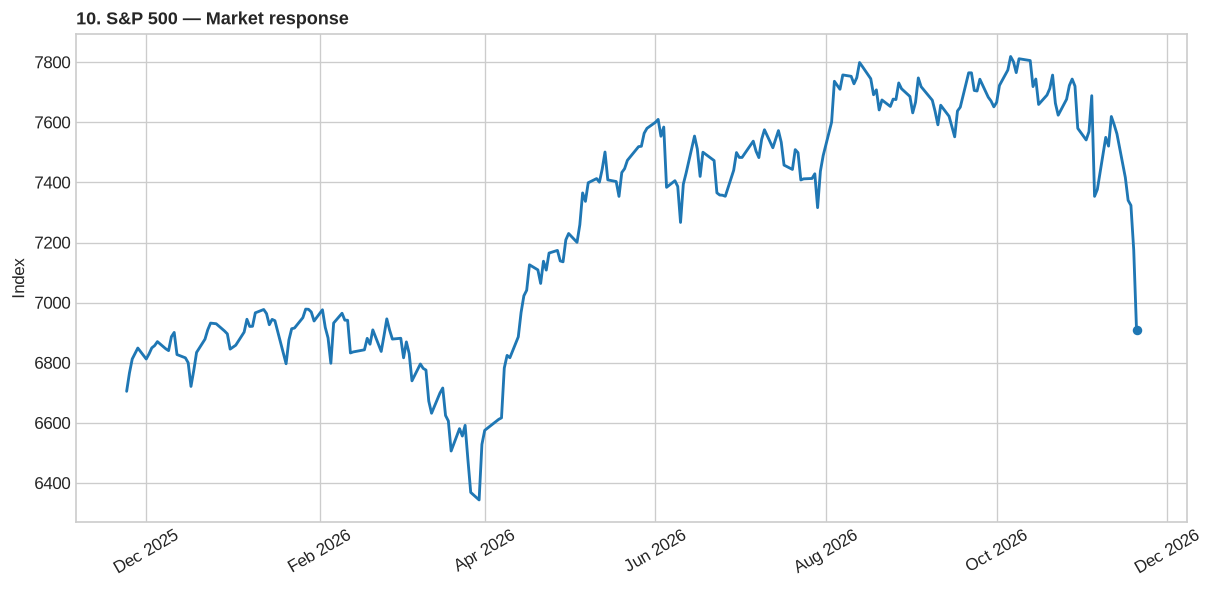 10. S&P 500 — Market response
Index
7800
7600
7400
7200
7000
6800
6600
6400
Dec 2025
Feb 2026
Apr 2026
Jun 2026
Aug 2026
Oct 2026
Dec 2026